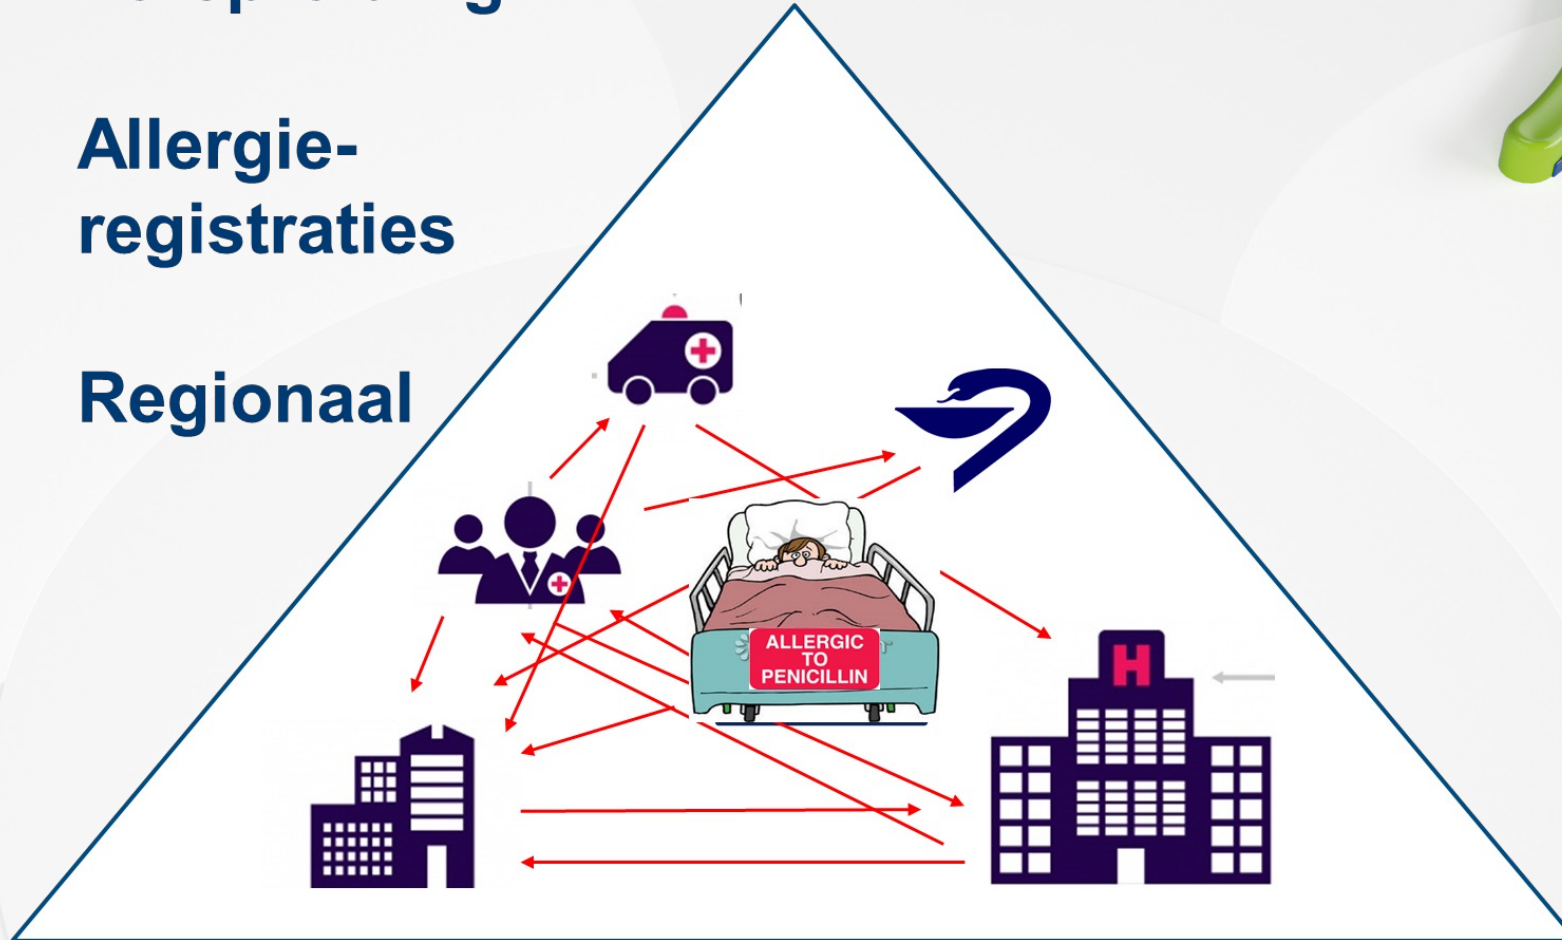 Allergie-
registraties
Regionaal
ALLERGIC
TO
PENICILLIN
H